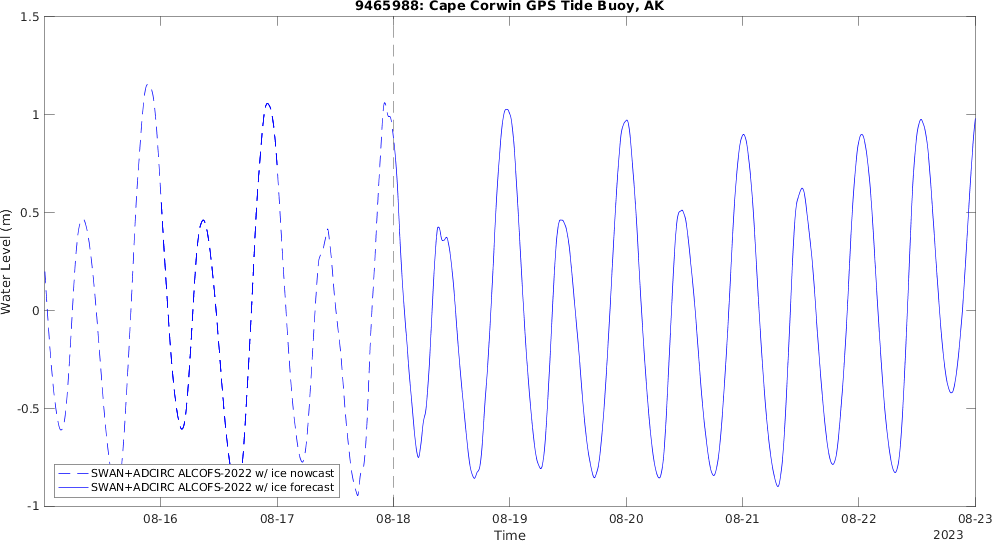 9465988: Cape Corwin GPS Tide Buoy, AK
1.5
1
0.5
0
-0.5
-1
Water Level (m)
SWAN+ADCIRC ALCOFS-2022 w/ ice nowcast
SWAN+ADCIRC ALCOFS-2022 w/ ice forecast
08-16 08-17 08-18 08-19 08-20 08-21 08-22 08-23
Time
2023